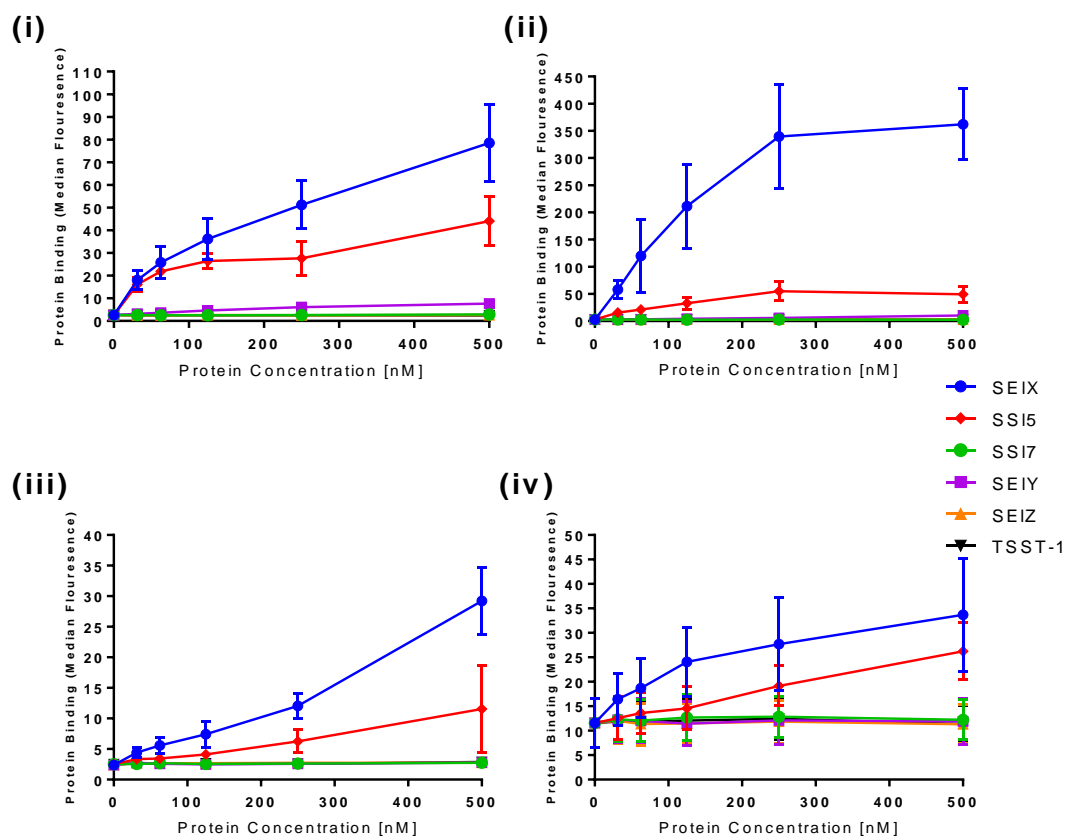 (i)
110
100
90
80
70
60
50
40
30
20
10
0
Protein Binding (Median Flouresence)
0 100 200 300 400 500
Protein Concentration [nM]
(ii)
450
400
350
300
250
200
150
100
50
0
Protein Binding (Median Flouresence)
0 100 200 300 400 500
Protein Concentration [nM]
SElX
SSl5
SSl7
SElY
SElZ
TSST-1
(iii)
40
35
30
25
20
15
10
5
0
Protein Binding (Median Flouresence)
0 100 200 300 400 500
Protein Concentration [nM]
(iv)
50
45
40
35
30
25
20
15
10
5
0
Protein Binding (Median Flouresence)
0 100 200 300 400 500
Protein Concentration [nM]